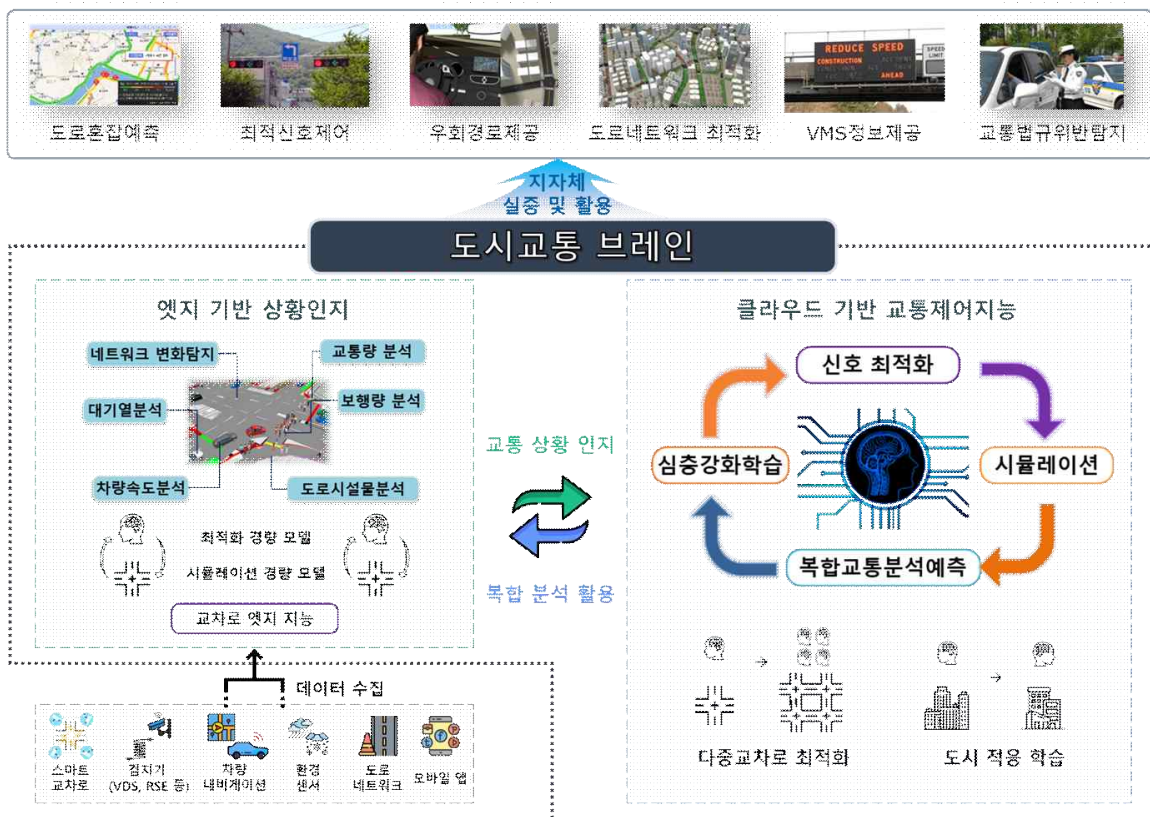 REDUCE SPEED
SPEED
LIMIT
CONSTRUCTION
AHEAD
도로혼잡예측
최적신호제어
우회경로제공
도로네트워크 최적화
VMS정보제공
교통법규위반탐지
지자체
실증 및 활용
도시교통 브레인
엣지 기반 상황인지
네트워크 변화탐지
교통량 분석
대기열분석
보행량 분석
차량속도분석
도로시설물분석
최적화 경량 모델
시뮬레이션 경량 모델
교차로 엣지 지능
교통 상황 인지
복합 분석 활용
클라우드 기반 교통제어지능
신호 최적화
심층강화학습
시뮬레이션
복합교통분석예측
다중교차로 최적화
도시 적응 학습
데이터 수집
스마트
교차로
검지기
(VDS, RSE 등)
차량
내비게이션
환경
센서
도로
네트워크
모바일 앱